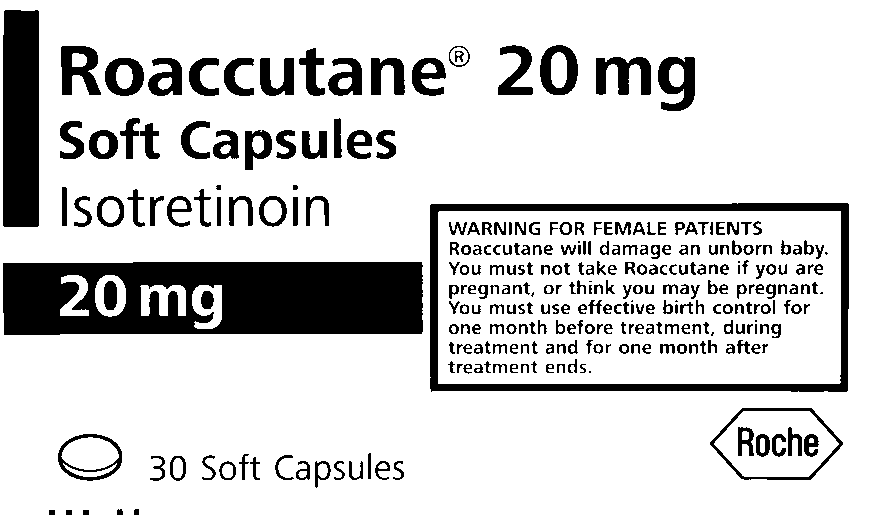 Roaccutane® 20 mg
Soft Capsules
Isotretinoin
20 mg
WARNING FOR FEMALE PATIENTS
Roaccutane will damage an unborn baby.
You must not take Roaccutane if you are
pregnant, or think you may be pregnant.
You must use effective birth control for
one month before treatment, during
treatment and for one month after
treatment ends.
30 Soft Capsules
Roche